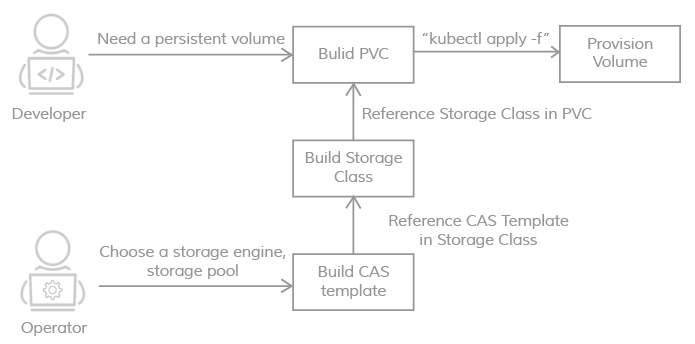 Need a persistent volume
Bulid PVC
“kubectl apply -f”
Provision
Volume
</>
Developer
Reference Storage Class in PVC
Build Storage
Class
Reference CAS Template
in Storage Class
Choose a storage engine,
storage pool
Build CAS
template
Operator